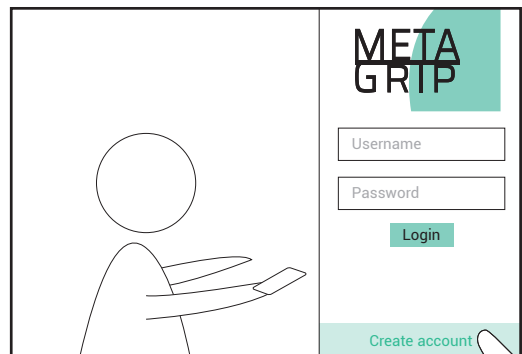 META
GRIP
Username
Password
Login
Create account